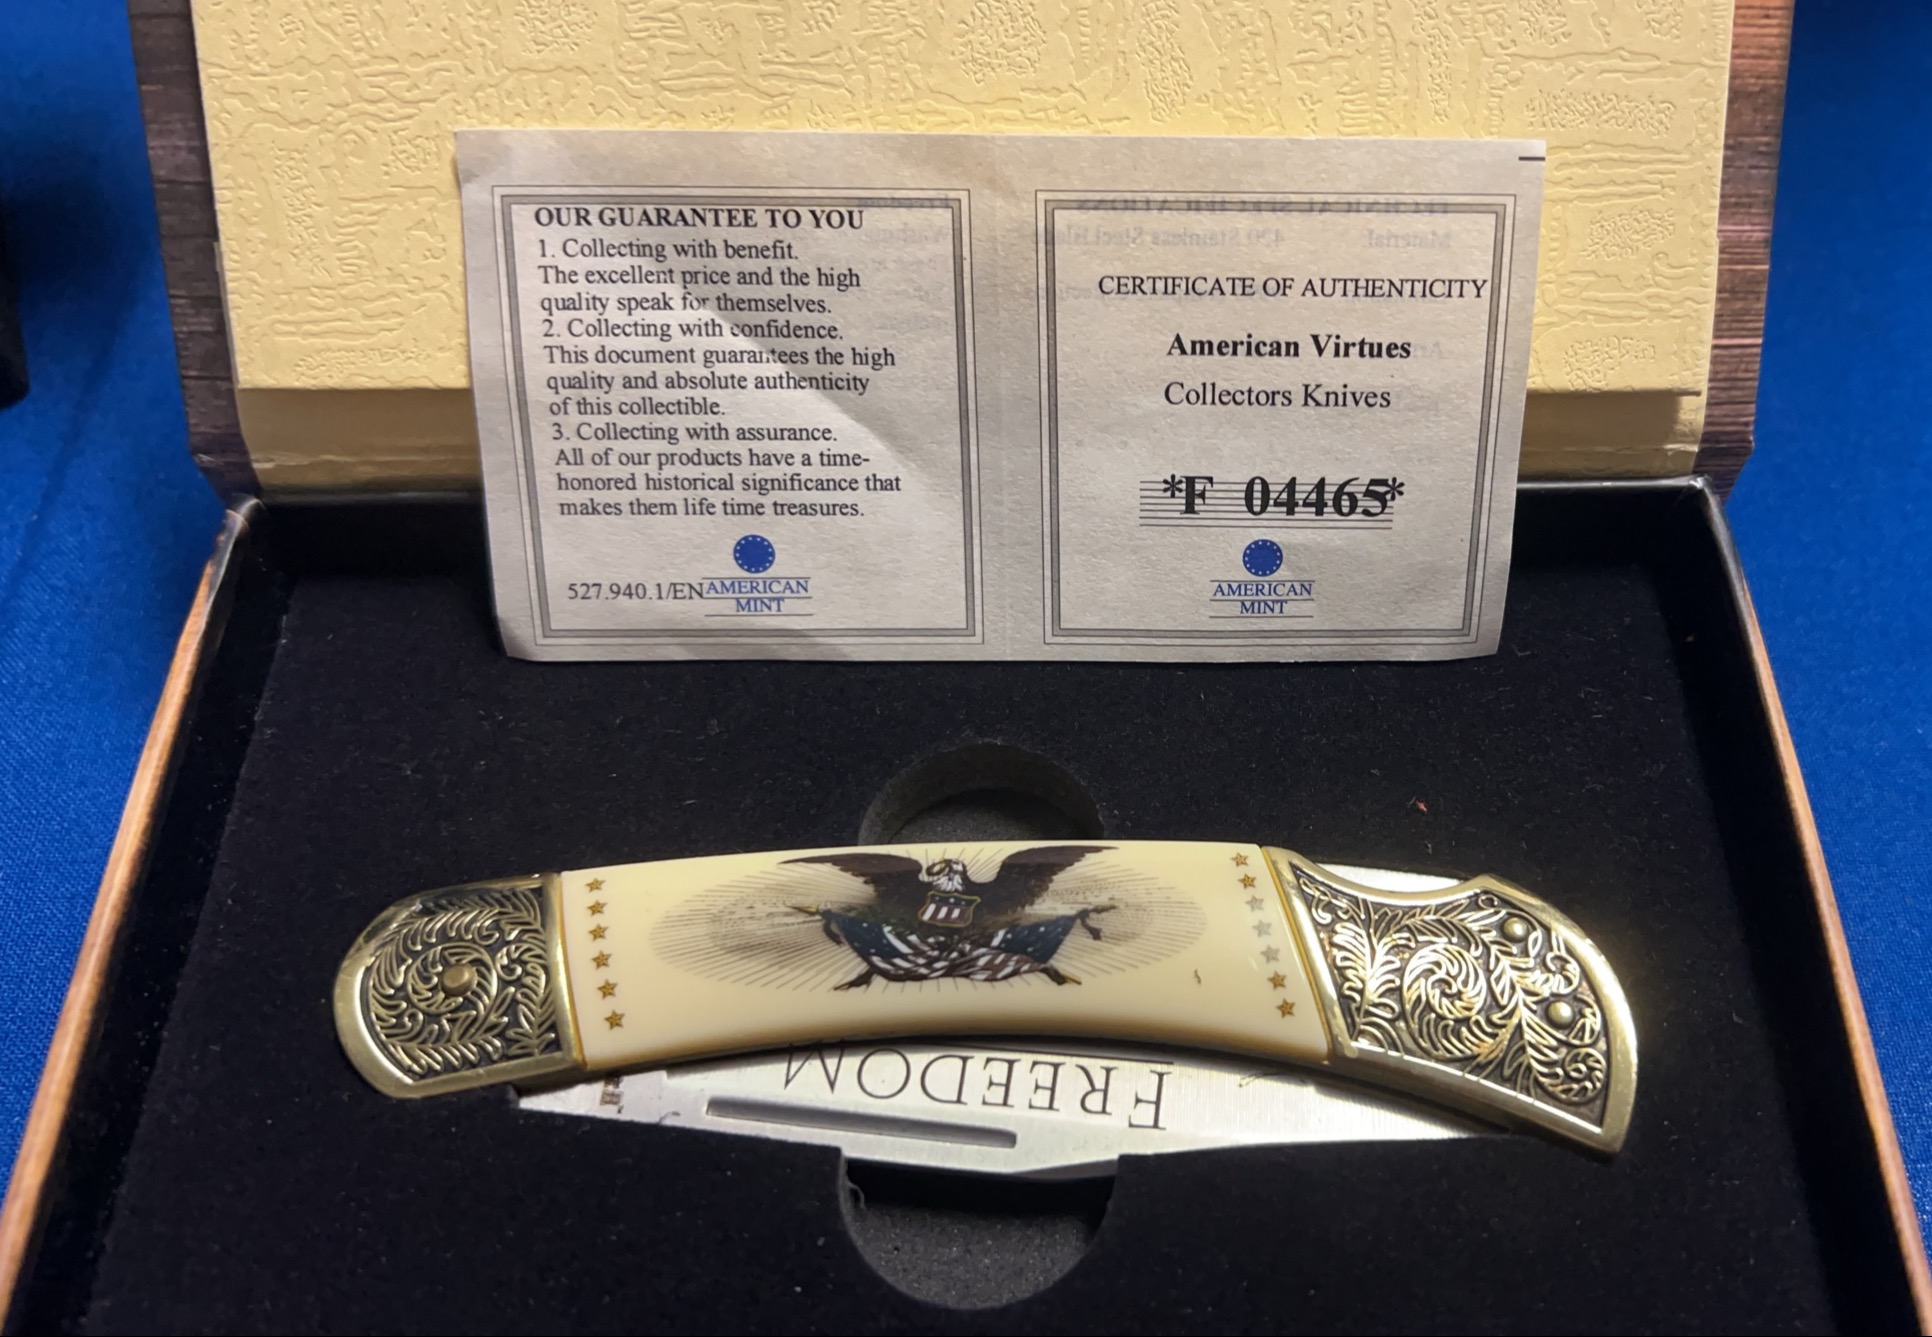 OUR GUARANTEE TO YOU
1. Collecting with benefit.
The excellent price and the high
quality speak for themselves.
2. Collecting with confidence.
This document guarantees the high
quality and absolute authenticity
of this collectible.
3. Collecting with assurance.
All of our products have a time-
honored historical significance that
makes them life time treasures.
527.940.1/EN AMERICAN
MINT
CERTIFICATE OF AUTHENTICITY
American Virtues
Collectors Knives
*F 04465*
AMERICAN
MINT
FREEDOM